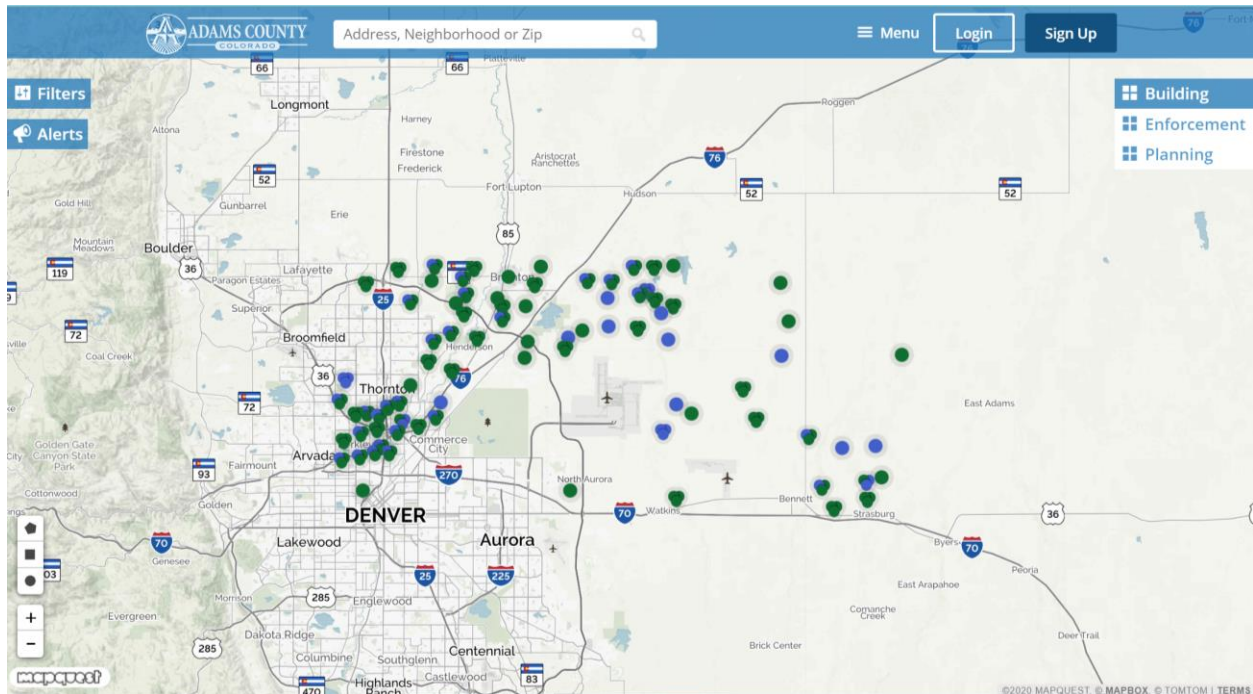 ADAMS COUNTY
COLORADO
Address, Neighborhood or Zip
Menu
Login
Sign Up
76
Filters
Alerts
Building
Enforcement
Planning
66
66
Platteville
Longmont
Roggen
Altona
Harney
Firestone
Frederick
Aristocrat
Ranchettes
76
52
Fort Lupton
Hudson
52
52
Gold Hill
Gunbarrel
Erie
85
Mountain
Meadows
Boulder
119
36
Lafayette
Paragon Estates
25
Superior
72
Coal Creek
Broomfield
Henderson
36
Thornton
76
72
East Adams
Golden Gate
Canyon State
Park
Commerce
City
Arvada
Fairmount
93
270
North Aurora
Cottonwood
Golden
Bennett
70
Watkins
Strasburg
36
DENVER
Aurora
Lakewood
70
Genesee
Byers
70
Peoria
25
225
East Arapahoe
285
Englewood
Morrison
Comanche
Creek
Evergreen
Dakota Ridge
285
Centennial
Brick Center
Deer Trail
Columbine
Southglenn
83
Castlewood
470
Highlands
Ranch
+
−
mapquest
©2020 MAPQUEST, © MAPBOX, © TOMTOM | TERMS